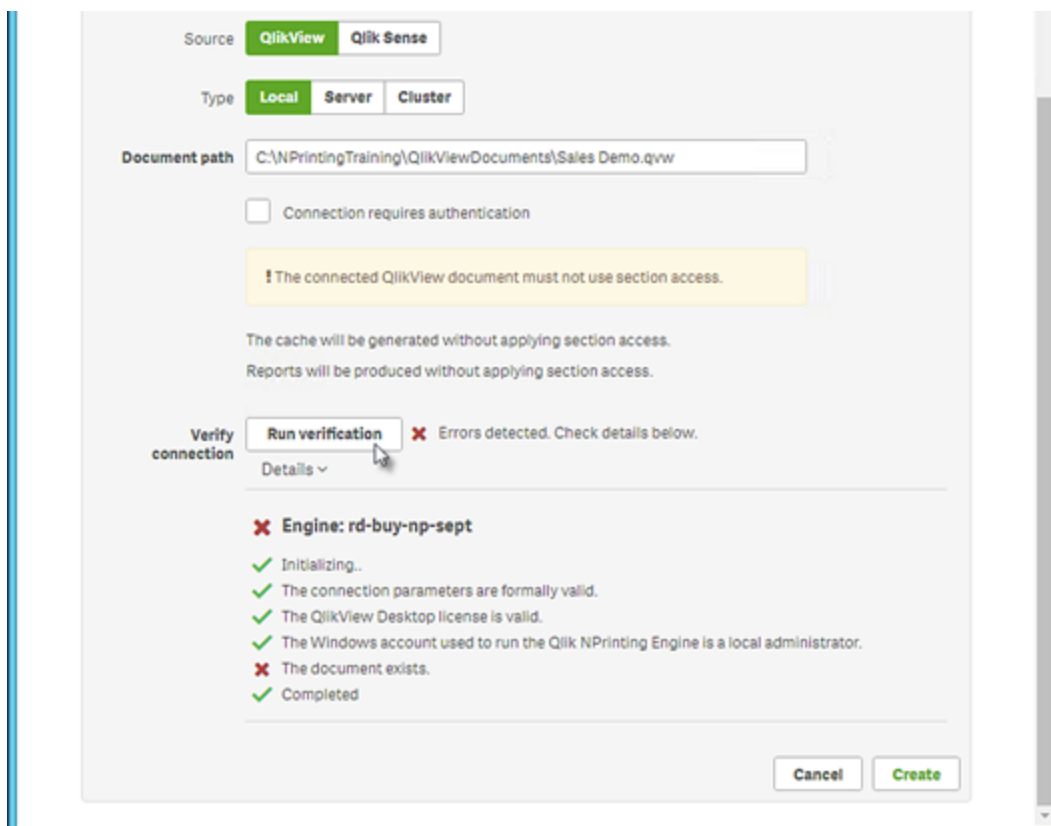 Source QlikView Qlik Sense
Type Local Server Cluster
Document path C:\NPrintingTraining\QlikViewDocuments\Sales Demo.qvw
Connection requires authentication
! The connected QlikView document must not use section access.
The cache will be generated without applying section access.
Reports will be produced without applying section access.
Verify connection Run verification Errors detected. Check details below.
Details
Engine: rd-buy-np-sept
Initializing..
The connection parameters are formally valid.
The QlikView Desktop license is valid.
The Windows account used to run the Qlik NPrinting Engine is a local administrator.
The document exists.
Completed
Cancel Create